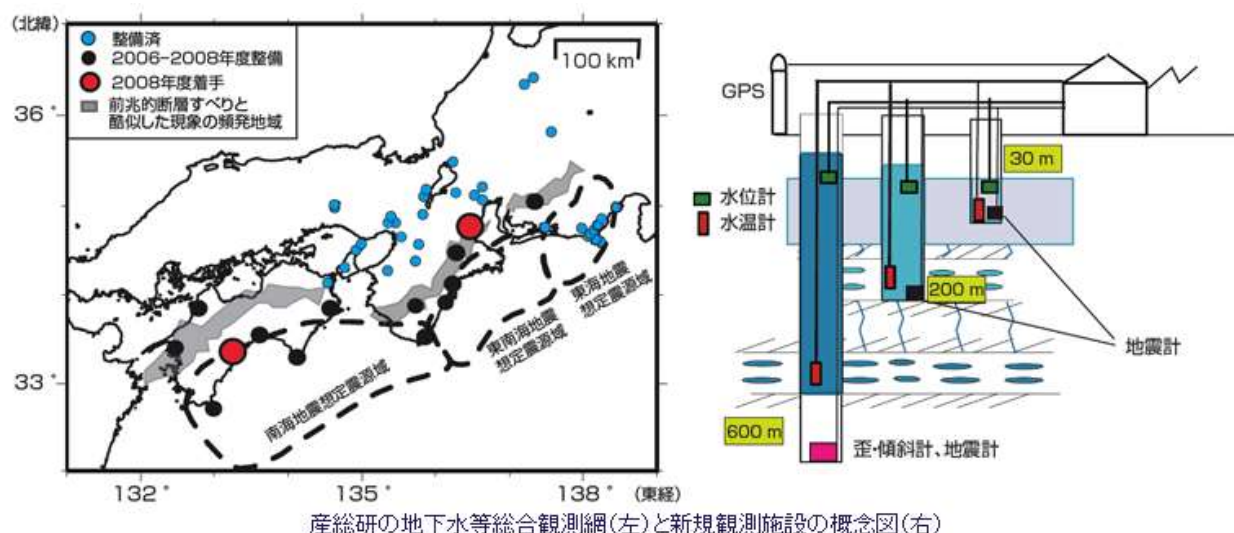 (北緯)
整備済
2006-2008年度整備
2008年度着手
前兆的断層すべりと
酷似した現象の頻発地域
100 km
36°
33°
東海地震
想定震源域
東南海地震
想定震源域
南海地震想定震源域
132°
135°
138°
(東経)
GPS
30 m
水位計
水温計
200 m
地震計
600 m
歪・傾斜計、地震計
産総研の地下水等総合観測網(左)と新規観測施設の概念図(右)